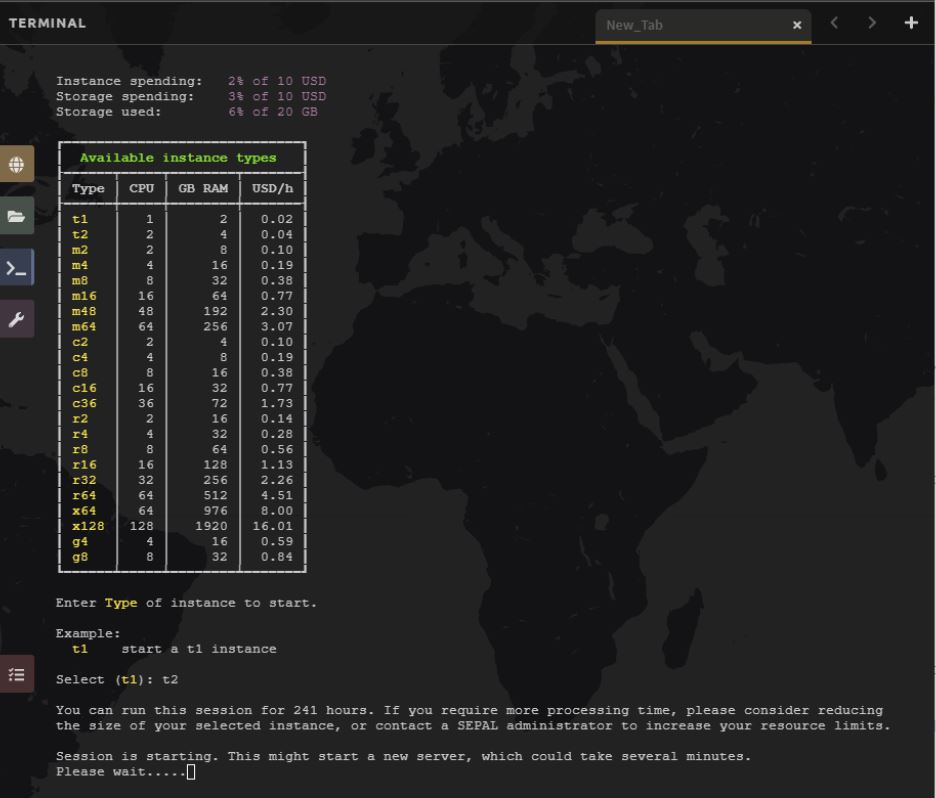 TERMINAL
New_Tab
Instance spending: 2% of 10 USD
Storage spending: 3% of 10 USD
Storage used: 6% of 20 GB
Available instance types
Type CPU GB RAM USD/h
t1 1 2 0.02
t2 2 4 0.04
m2 2 8 0.10
m4 4 16 0.19
m8 8 32 0.38
m16 16 64 0.77
m48 48 192 2.30
m64 64 256 3.07
c2 2 4 0.10
c4 4 8 0.19
c8 8 16 0.38
c16 16 32 0.77
c36 36 72 1.73
r2 2 16 0.14
r4 4 32 0.28
r8 8 64 0.56
r16 16 128 1.13
r32 32 256 2.26
r64 64 512 4.51
x64 64 976 8.00
x128 128 1920 16.01
g4 4 16 0.59
g8 8 32 0.84
Enter Type of instance to start.
Example:
t1 start a t1 instance
Select (t1): t2
You can run this session for 241 hours. If you require more processing time, please consider reducing
the size of your selected instance, or contact a SEPAL administrator to increase your resource limits.
Session is starting. This might start a new server, which could take several minutes.
Please wait.....